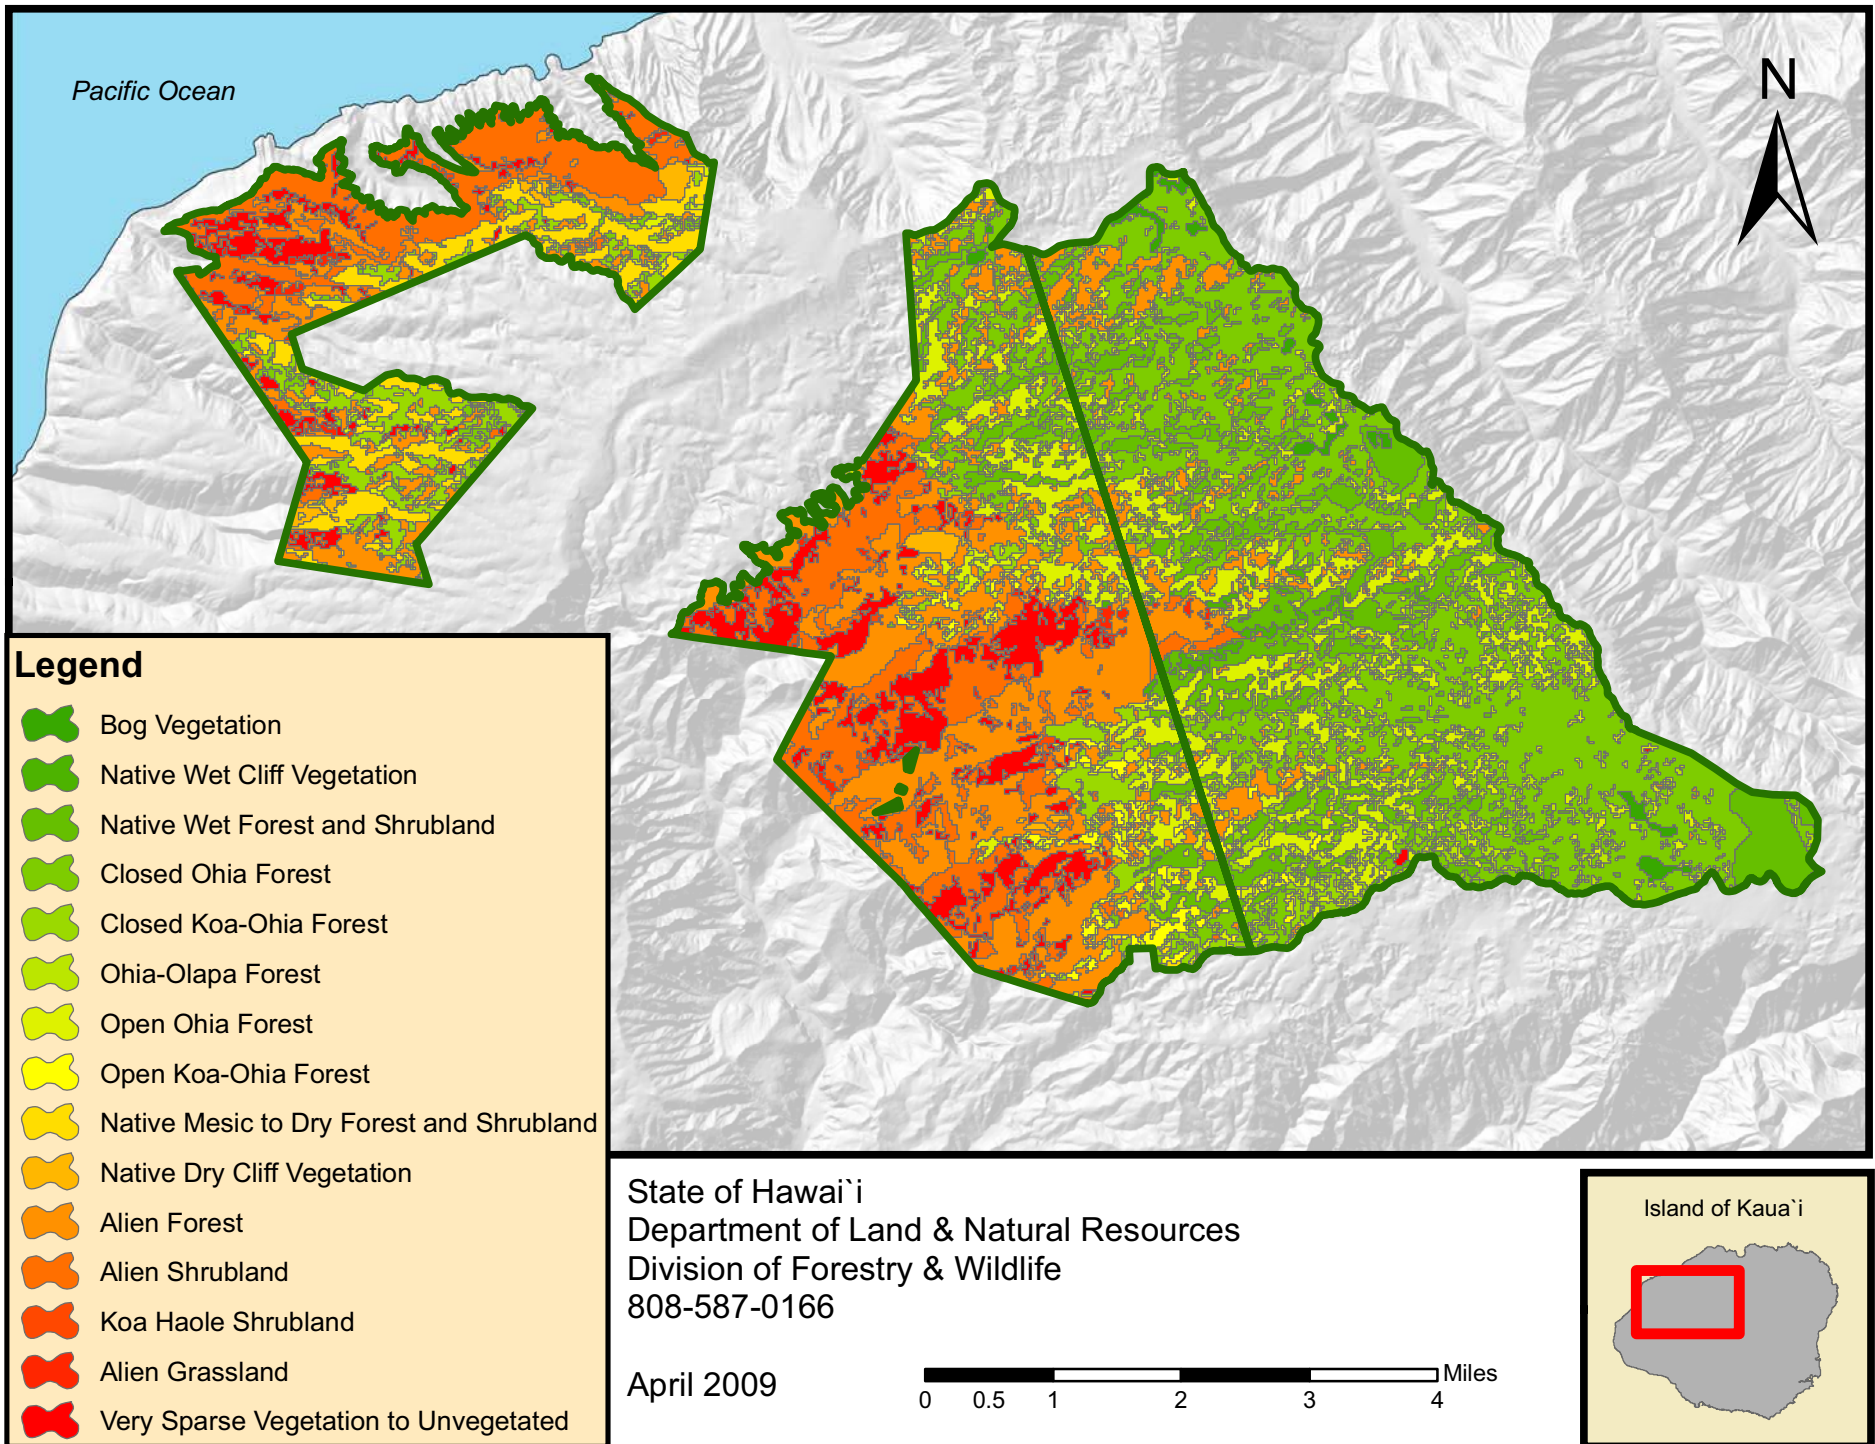 Pacific Ocean
N
Legend
Bog Vegetation
Native Wet Cliff Vegetation
Native Wet Forest and Shrubland
Closed Ohia Forest
Closed Koa-Ohia Forest
Ohia-Olapa Forest
Open Ohia Forest
Open Koa-Ohia Forest
Native Mesic to Dry Forest and Shrubland
Native Dry Cliff Vegetation
Alien Forest
Alien Shrubland
Koa Haole Shrubland
Alien Grassland
Very Sparse Vegetation to Unvegetated
State of Hawai`i
Department of Land & Natural Resources
Division of Forestry & Wildlife
808-587-0166
April 2009
Miles
0 0.5 1 2 3 4
Island of Kaua`i